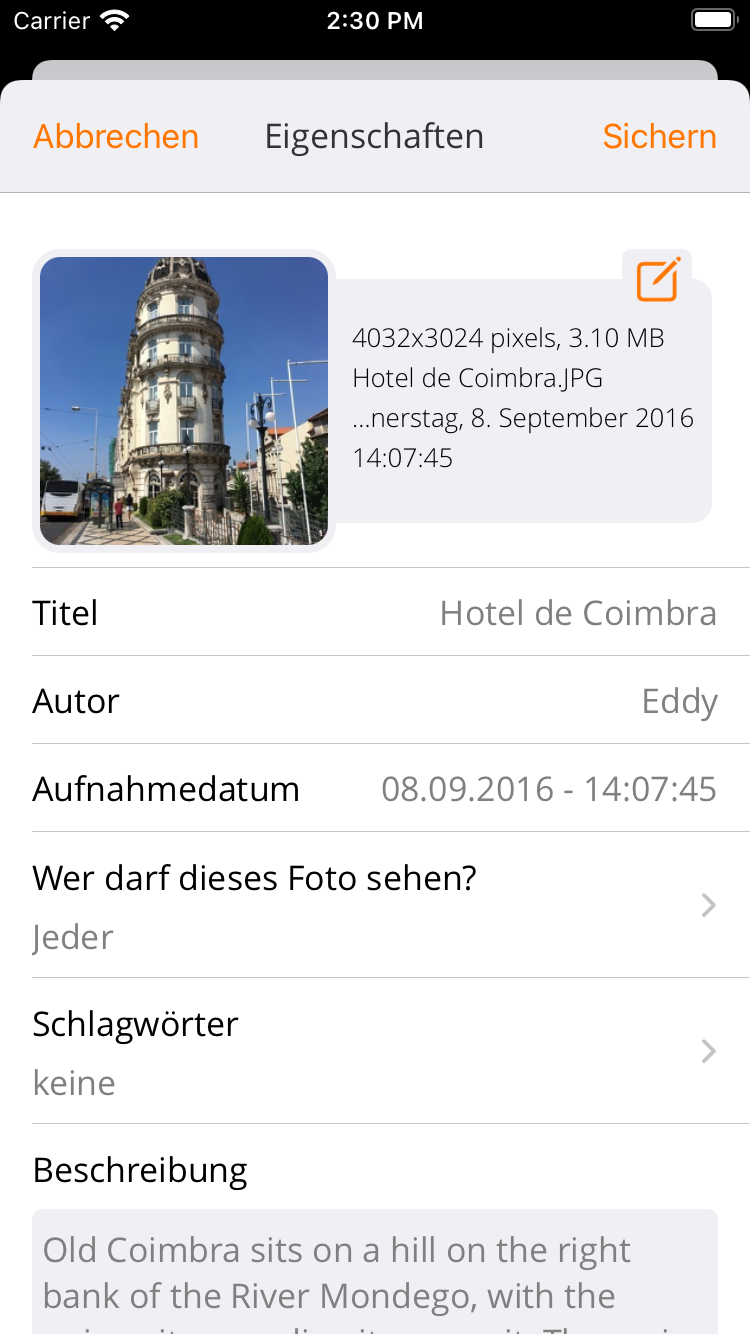 Carrier 2:30 PM
Abbrechen Eigenschaften Sichern
4032x3024 pixels, 3.10 MB
Hotel de Coimbra.JPG
...nerstag, 8. September 2016
14:07:45
Titel Hotel de Coimbra
Autor Eddy
Aufnahmedatum 08.09.2016 - 14:07:45
Wer darf dieses Foto sehen?
Jeder
Schlagwörter
keine
Beschreibung
Old Coimbra sits on a hill on the right
bank of the River Mondego, with the